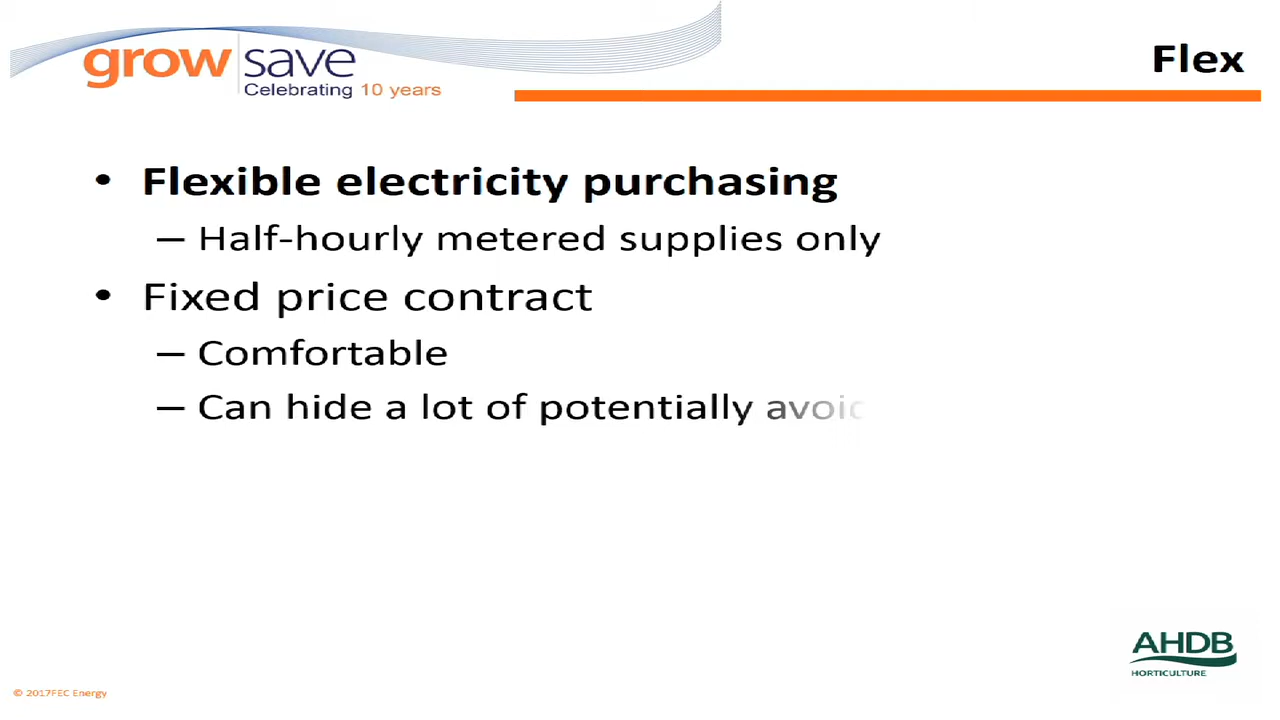 grow save
Celebrating 10 years
Flex
• Flexible electricity purchasing
– Half-hourly metered supplies only
• Fixed price contract
– Comfortable
– Can hide a lot of potentially
AHDB
HORTICULTURE
© 2017FEC Energy